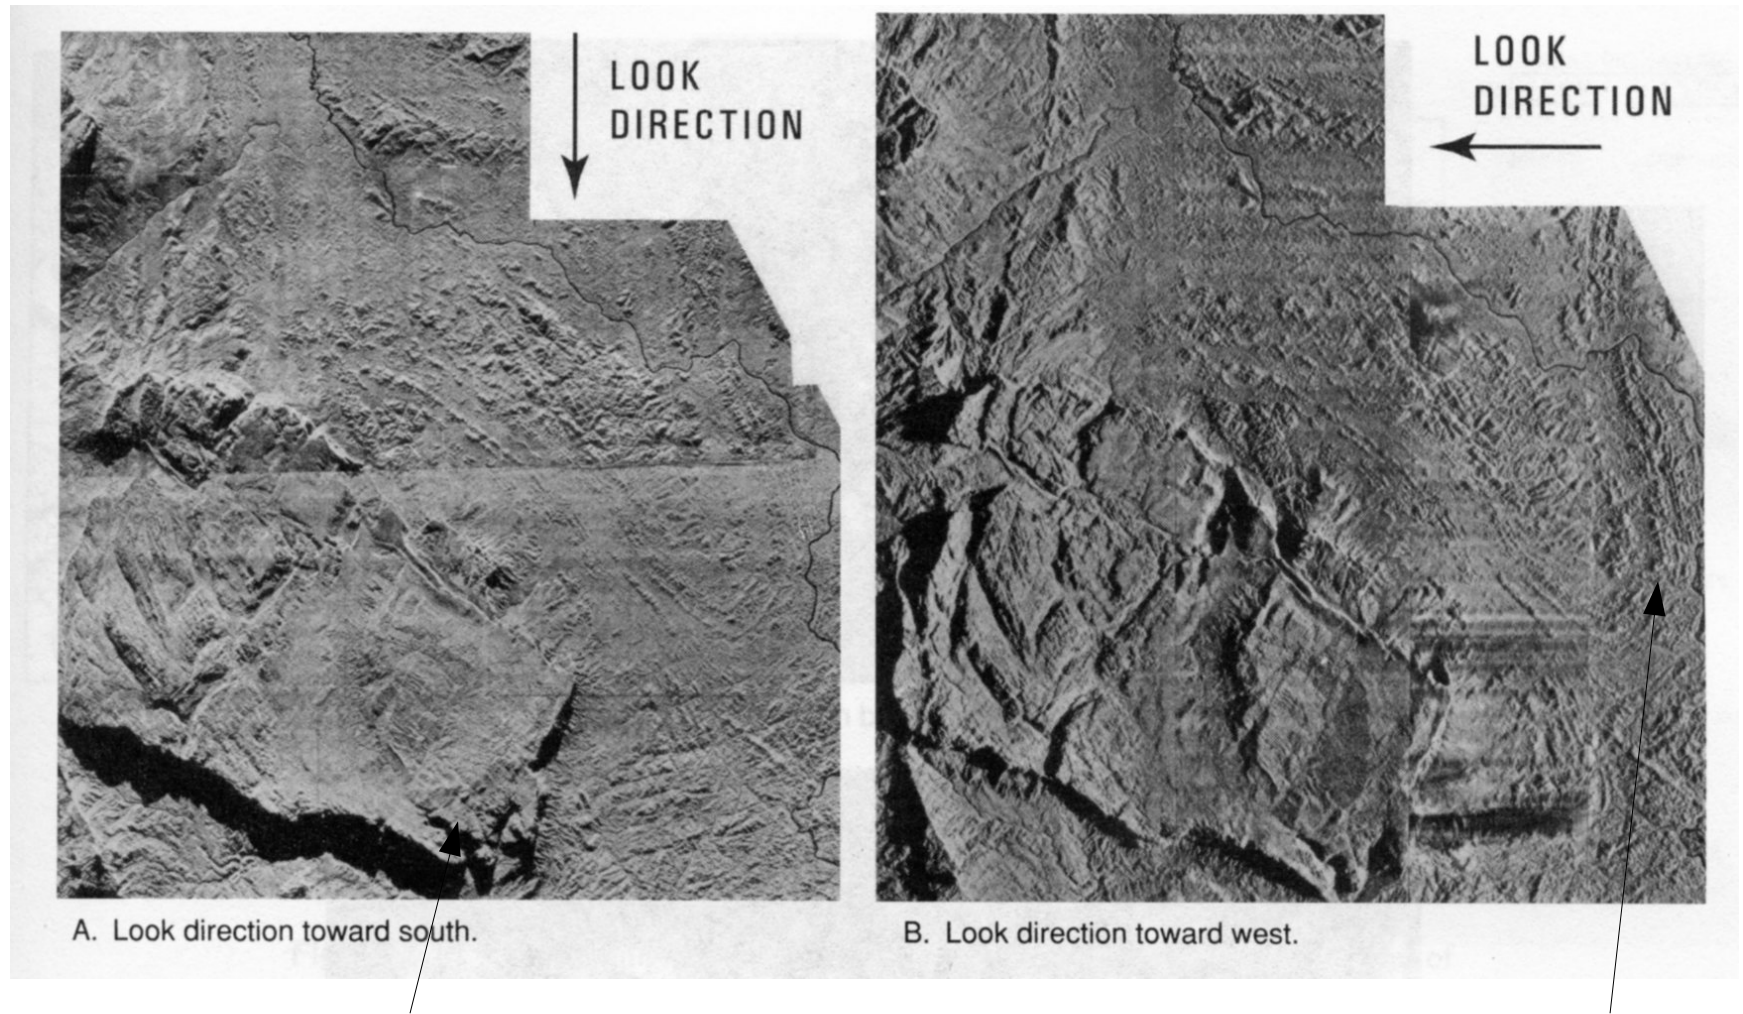 LOOK
DIRECTION
LOOK
DIRECTION
A. Look direction toward south.
B. Look direction toward west.